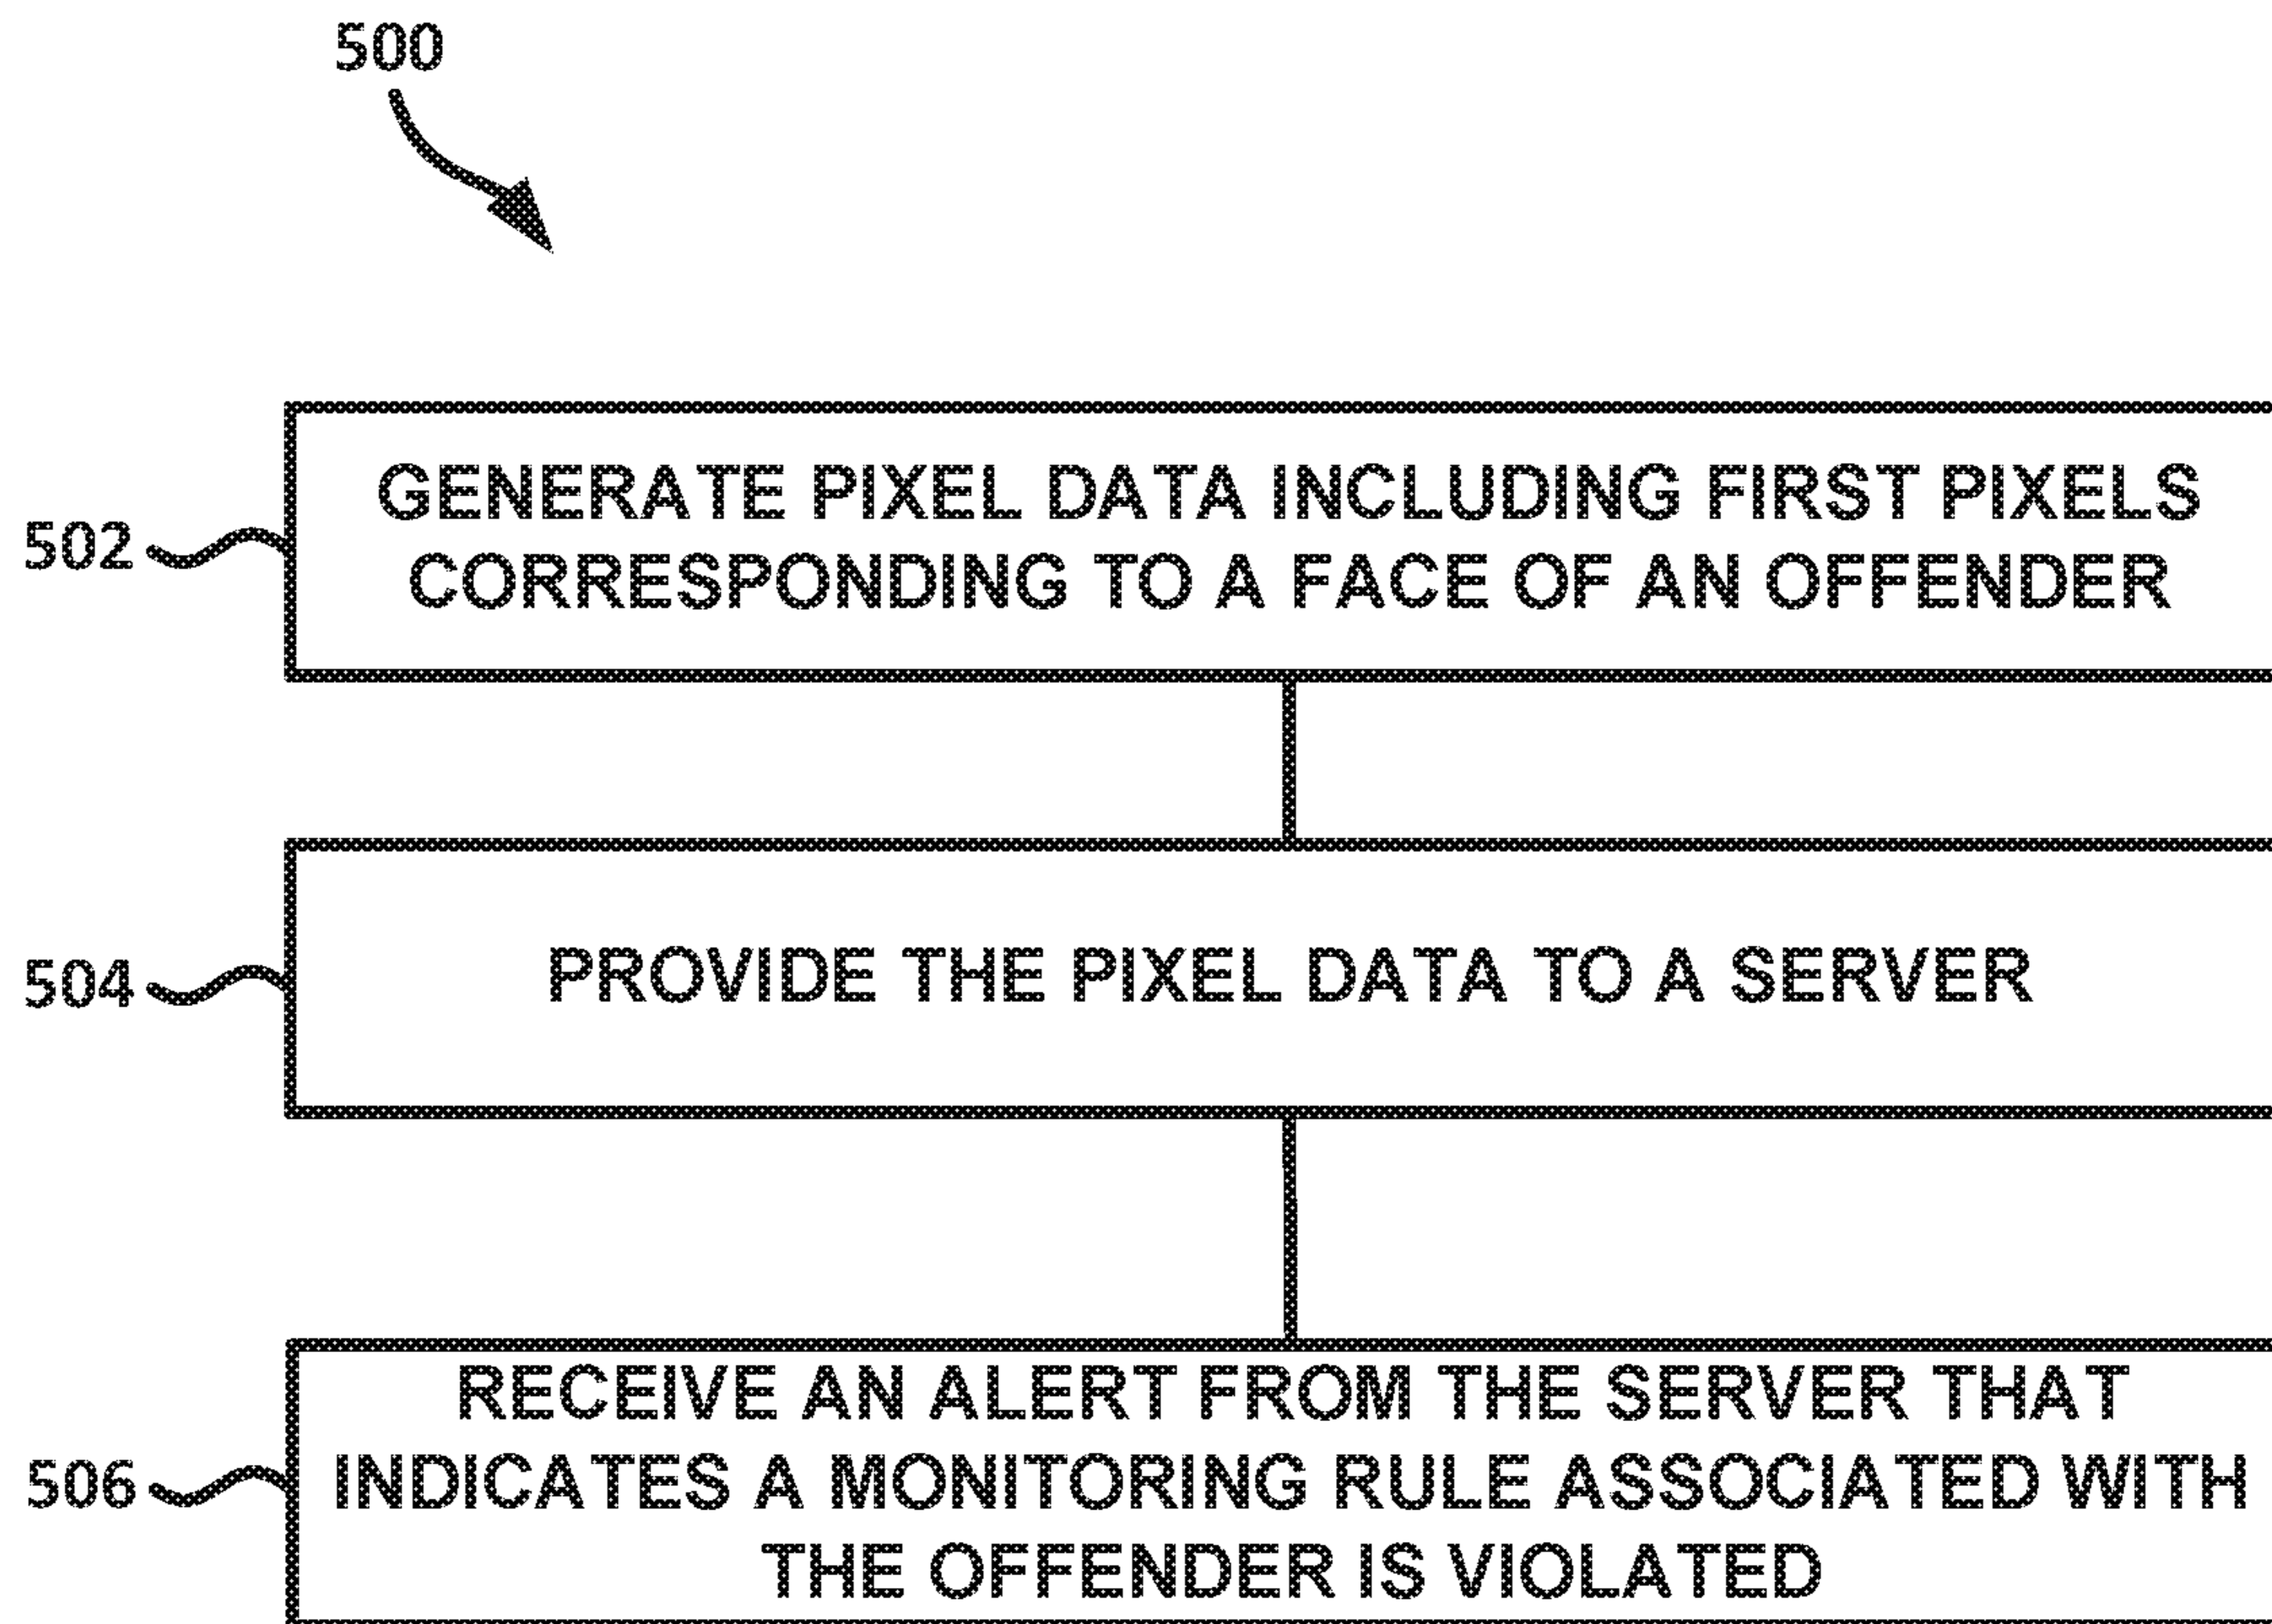 500
502
GENERATE PIXEL DATA INCLUDING FIRST PIXELS
CORRESPONDING TO A FACE OF AN OFFENDER
504
PROVIDE THE PIXEL DATA TO A SERVER
506
RECEIVE AN ALERT FROM THE SERVER THAT
INDICATES A MONITORING RULE ASSOCIATED WITH
THE OFFENDER IS VIOLATED